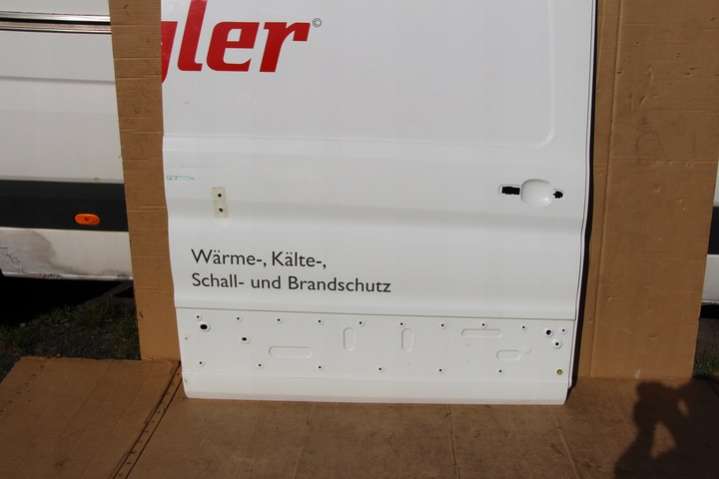 gler©
Wärme-, Kälte-,
Schall- und Brandschutz